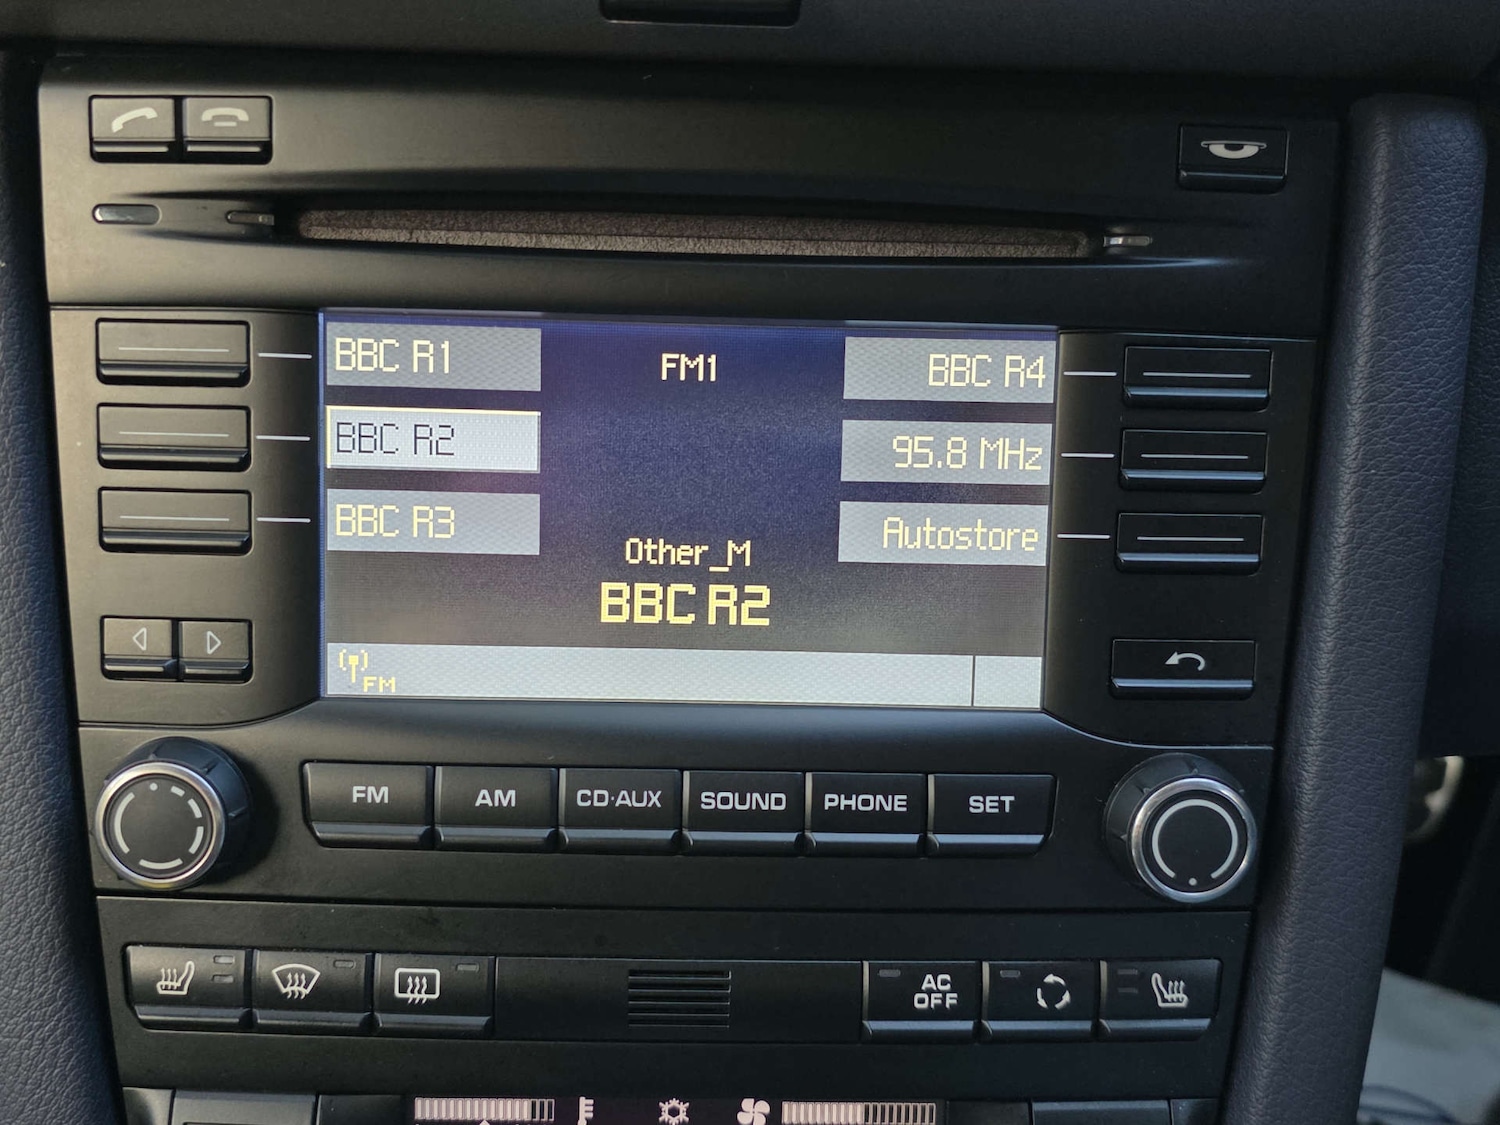 BBC R1
FM1
BBC R4
BBC R2
95.8 MHz
BBC R3
Autostore
Other_M
BBC R2
FM
FM
AM
CD·AUX
SOUND
PHONE
SET
AC
OFF